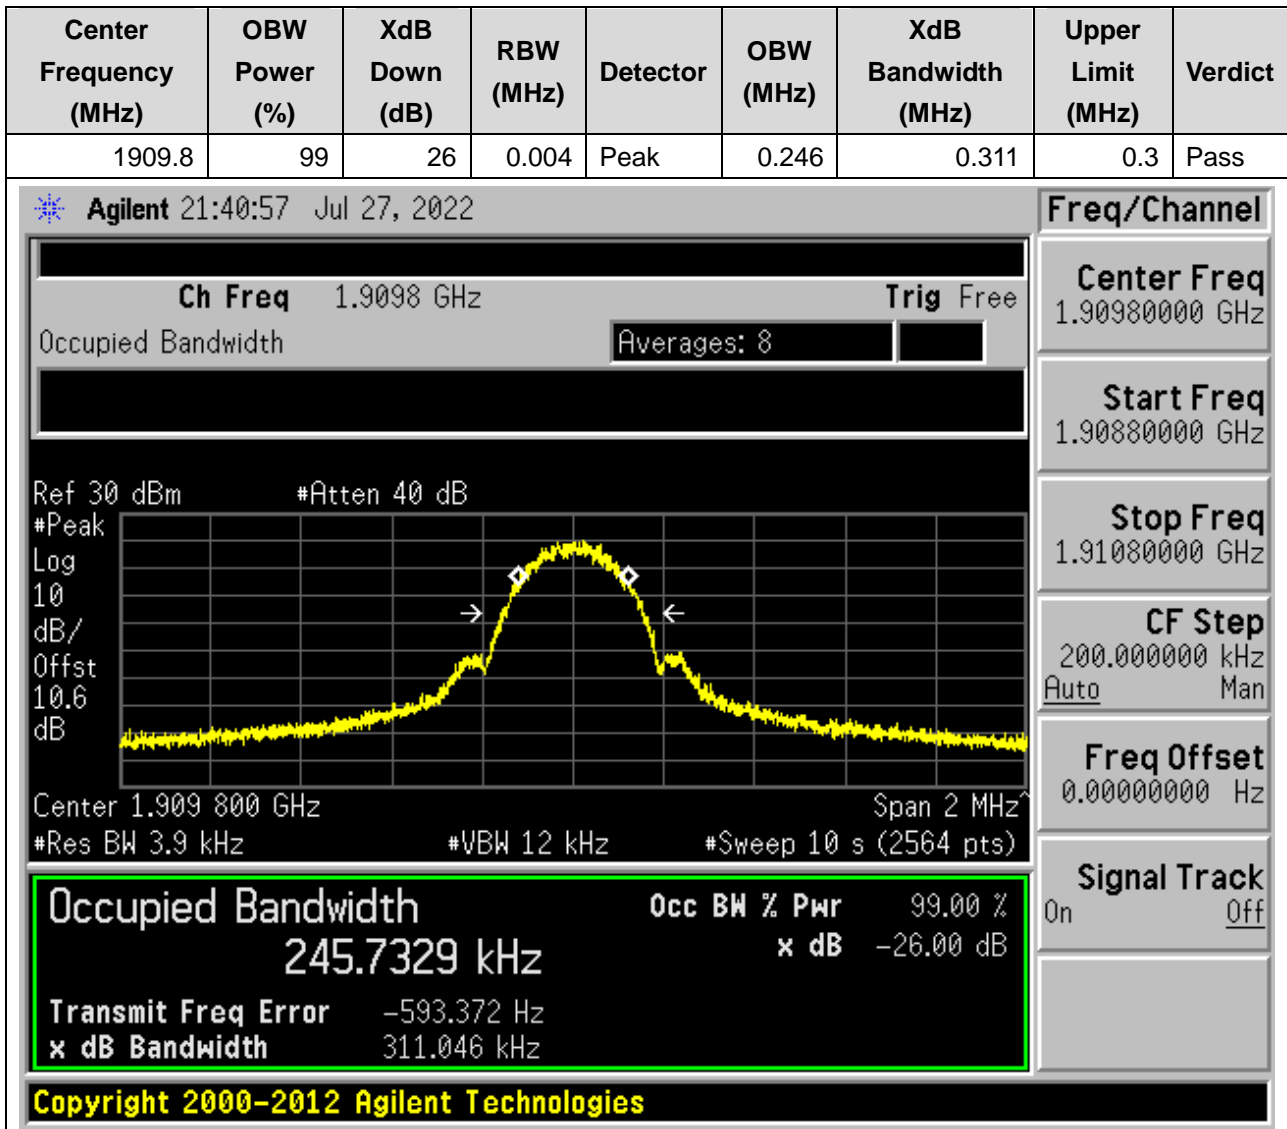 Center Frequency (MHz) OBW Power (%) XdB Down (dB) RBW (MHz) Detector OBW (MHz) XdB Bandwidth (MHz) Upper Limit (MHz) Verdict
1909.8 99 26 0.004 Peak 0.246 0.311 0.3 Pass
Agilent 21:40:57 Jul 27, 2022
Freq/Channel
Ch Freq 1.9098 GHz Trig Free
Occupied Bandwidth Averages: 8
Ref 30 dBm #Atten 40 dB
#Peak
Log
10
dB/
Offst
10.6
dB
Center 1.909 800 GHz Span 2 MHz^
#Res BW 3.9 kHz #VBW 12 kHz #Sweep 10 s (2564 pts)
Occupied Bandwidth
245.7329 kHz
Occ BW % Pwr 99.00 %
x dB -26.00 dB
Transmit Freq Error -593.372 Hz
x dB Bandwidth 311.046 kHz
Center Freq
1.90980000 GHz
Start Freq
1.90880000 GHz
Stop Freq
1.91080000 GHz
CF Step
200.000000 kHz
Auto Man
Freq Offset
0.00000000 Hz
Signal Track
On Off
Copyright 2000-2012 Agilent Technologies